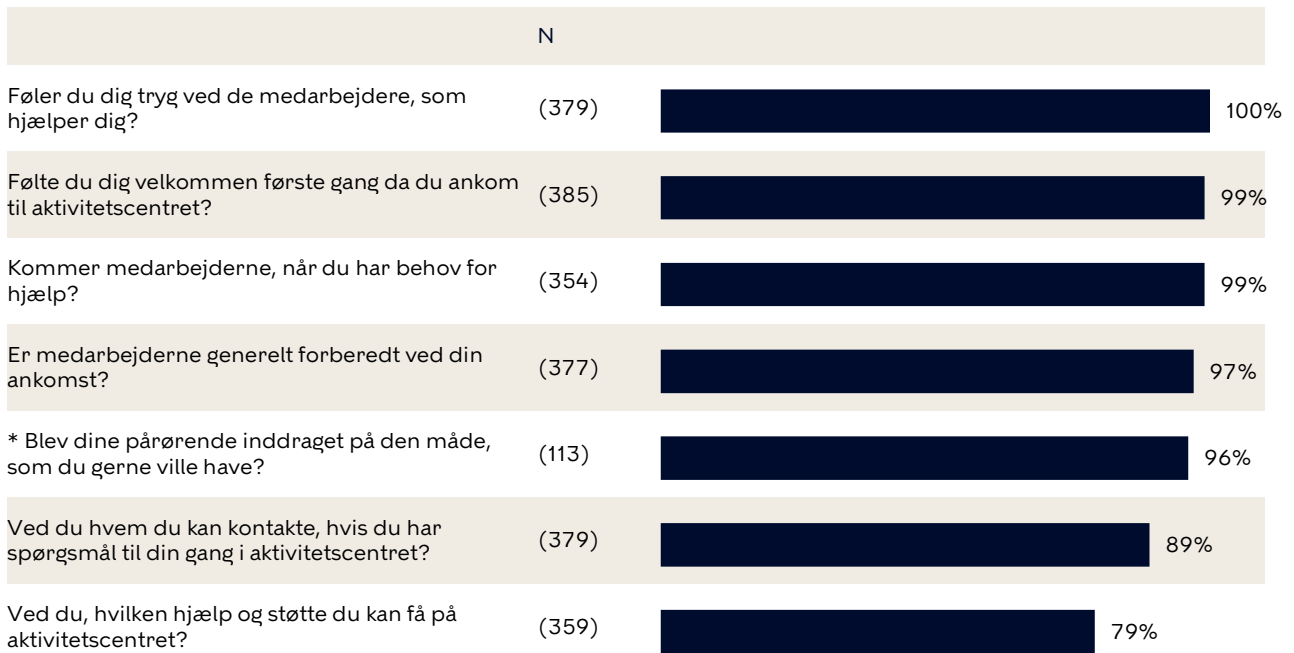 N
Føler du dig tryg ved de medarbejdere, som
hjælper dig?
(379)
100%
Følte du dig velkommen første gang da du ankom
til aktivitetscentret?
(385)
99%
Kommer medarbejderne, når du har behov for
hjælp?
(354)
99%
Er medarbejderne generelt forberedt ved din
ankomst?
(377)
97%
* Blev dine pårørende inddraget på den måde,
som du gerne ville have?
(113)
96%
Ved du hvem du kan kontakte, hvis du har
spørgsmål til din gang i aktivitetscentret?
(379)
89%
Ved du, hvilken hjælp og støtte du kan få på
aktivitetscentret?
(359)
79%